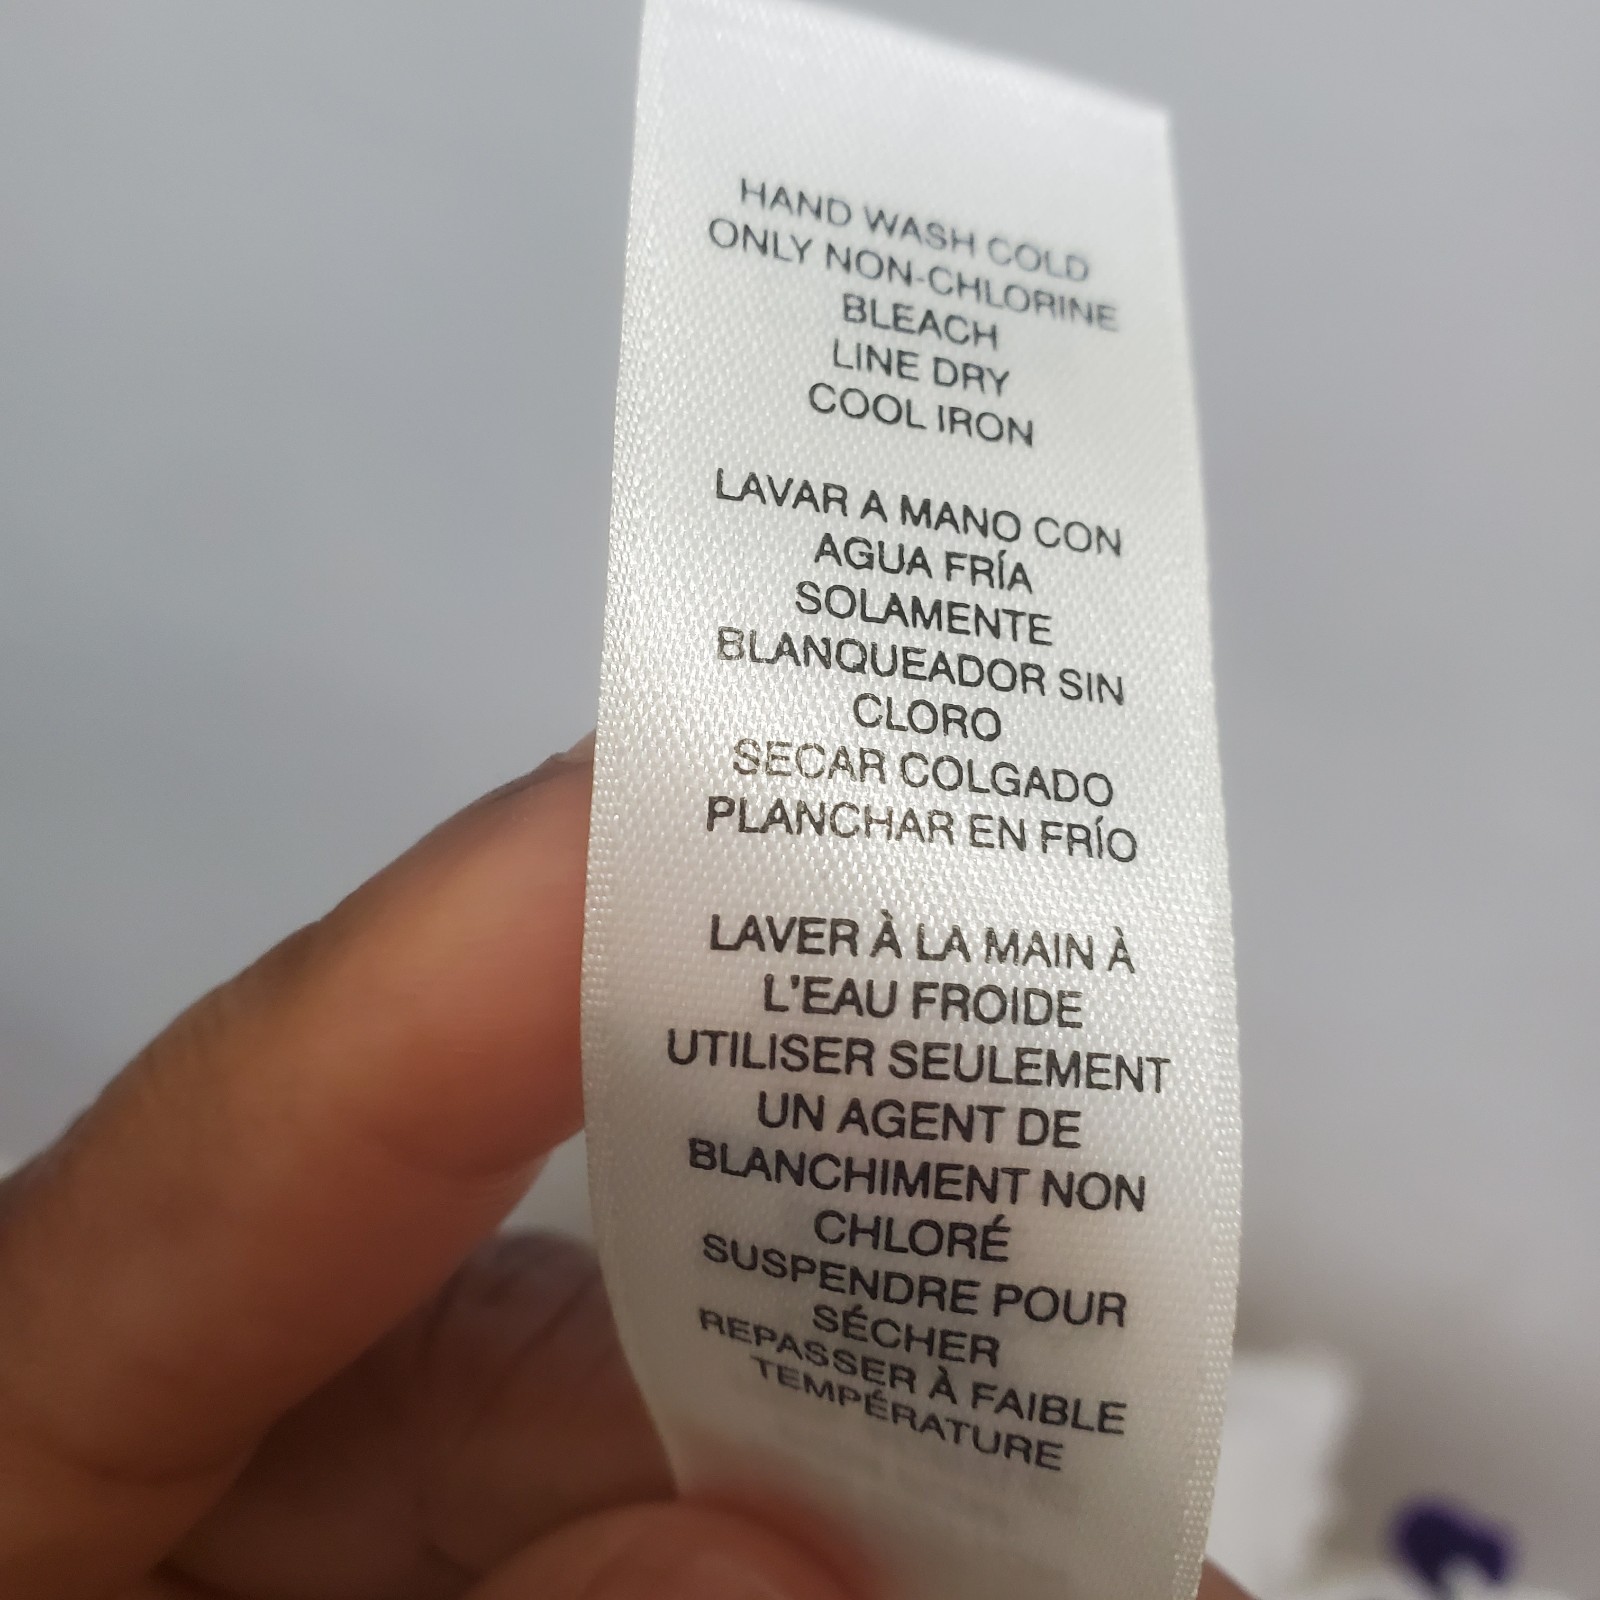 HAND WASH COLD
ONLY NON-CHLORINE
BLEACH
LINE DRY
COOL IRON
LAVAR A MANO CON
AGUA FRÍA
SOLAMENTE
BLANQUEADOR SIN
CLORO
SECAR COLGADO
PLANCHAR EN FRÍO
LAVER À LA MAIN À
L'EAU FROIDE
UTILISER SEULEMENT
UN AGENT DE
BLANCHIMENT NON
CHLORÉ
SUSPENDRE POUR
SÉCHER
REPASSER À FAIBLE
TEMPÉRATURE